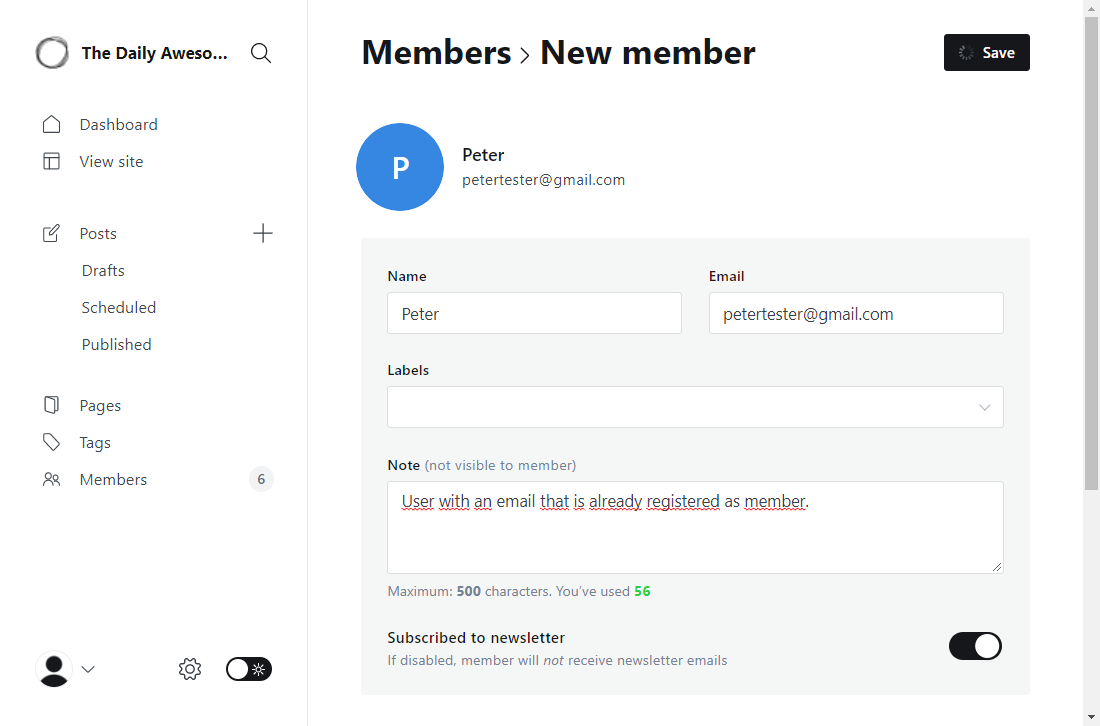 The Daily Aweso...
Dashboard
View site
Posts
Drafts
Scheduled
Published
Pages
Tags
Members 6
Members › New member
Save
P
Peter
petertester@gmail.com
Name
Peter
Email
petertester@gmail.com
Labels
Note (not visible to member)
User with an email that is already registered as member.
Maximum: 500 characters. You’ve used 56
Subscribed to newsletter
If disabled, member will not receive newsletter emails